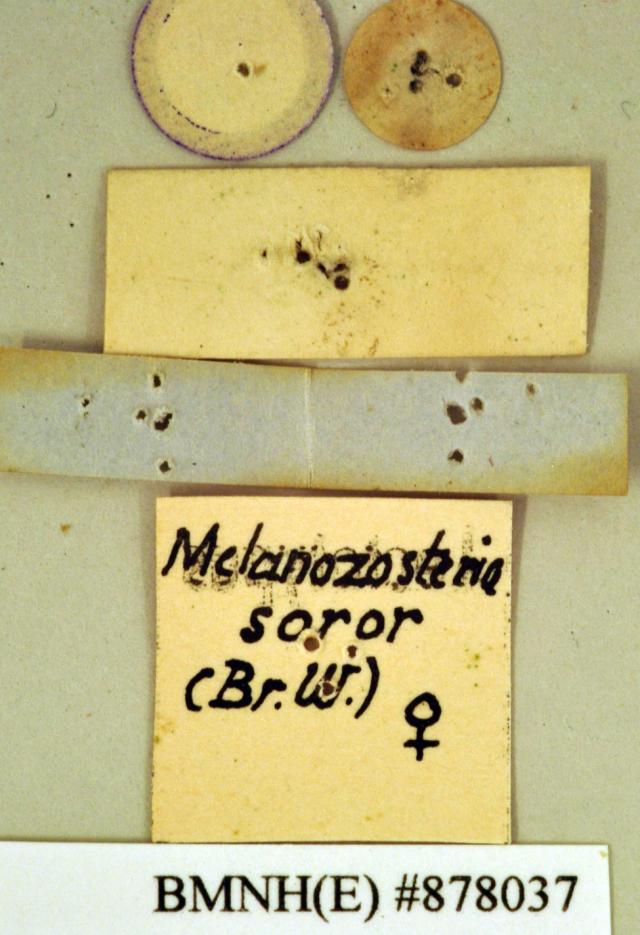 Melanozosteria
soror
(Br.W.)
♀
BMNH(E) #878037